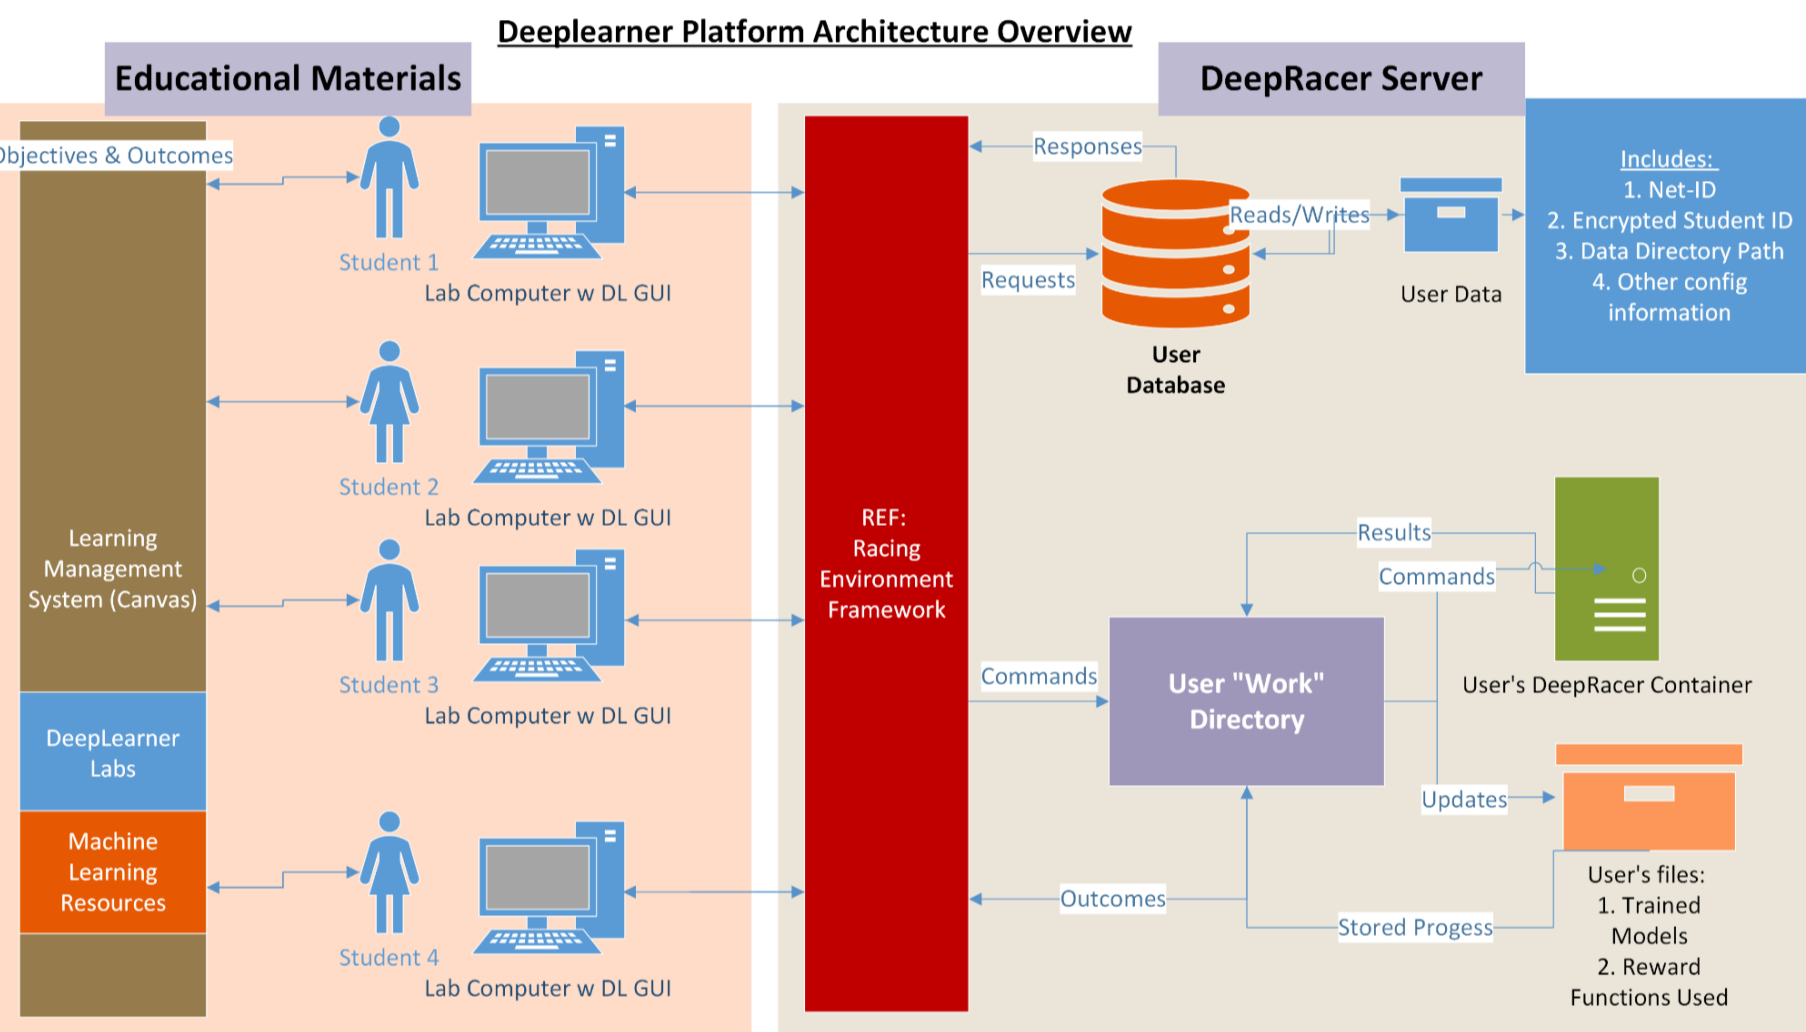 Deeplearner Platform Architecture Overview
Educational Materials
DeepRacer Server
Objectives & Outcomes
Learning
Management
System (Canvas)
DeepLearner
Labs
Machine
Learning
Resources
Student 1
Lab Computer w DL GUI
Student 2
Lab Computer w DL GUI
Student 3
Lab Computer w DL GUI
Student 4
Lab Computer w DL GUI
REF:
Racing
Environment
Framework
Responses
Requests
User
Database
Reads/Writes
User Data
Includes:
1. Net-ID
2. Encrypted Student ID
3. Data Directory Path
4. Other config
information
Results
Commands
User's DeepRacer Container
Commands
User "Work"
Directory
Updates
Outcomes
Stored Progess
User's files:
1. Trained
Models
2. Reward
Functions Used